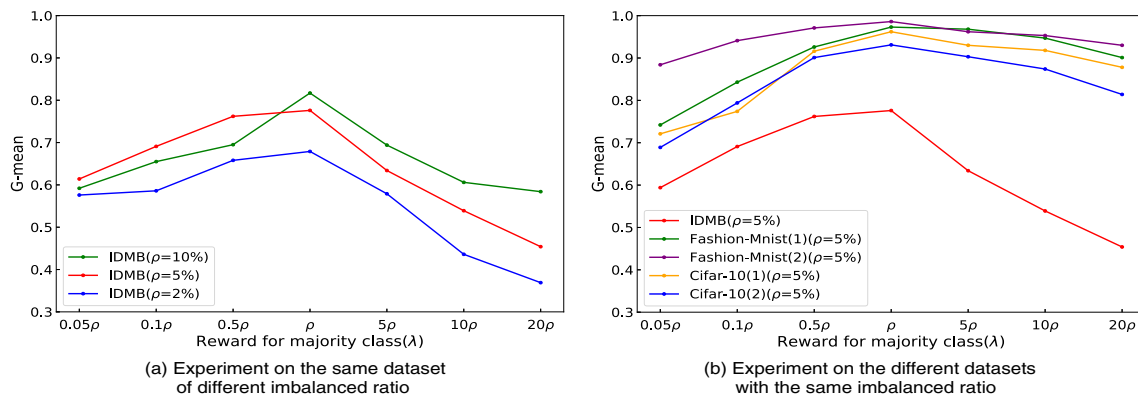 1.0
0.9
0.8
0.7
0.6
0.5
0.4
0.3
G-mean
IDMB(ρ=10%)
IDMB(ρ=5%)
IDMB(ρ=2%)
0.05ρ 0.1ρ 0.5ρ ρ 5ρ 10ρ 20ρ
Reward for majority class(λ)
(a) Experiment on the same dataset
of different imbalanced ratio
1.0
0.9
0.8
0.7
0.6
0.5
0.4
0.3
G-mean
IDMB(ρ=5%)
Fashion-Mnist(1)(ρ=5%)
Fashion-Mnist(2)(ρ=5%)
Cifar-10(1)(ρ=5%)
Cifar-10(2)(ρ=5%)
0.05ρ 0.1ρ 0.5ρ ρ 5ρ 10ρ 20ρ
Reward for majority class(λ)
(b) Experiment on the different datasets
with the same imbalanced ratio